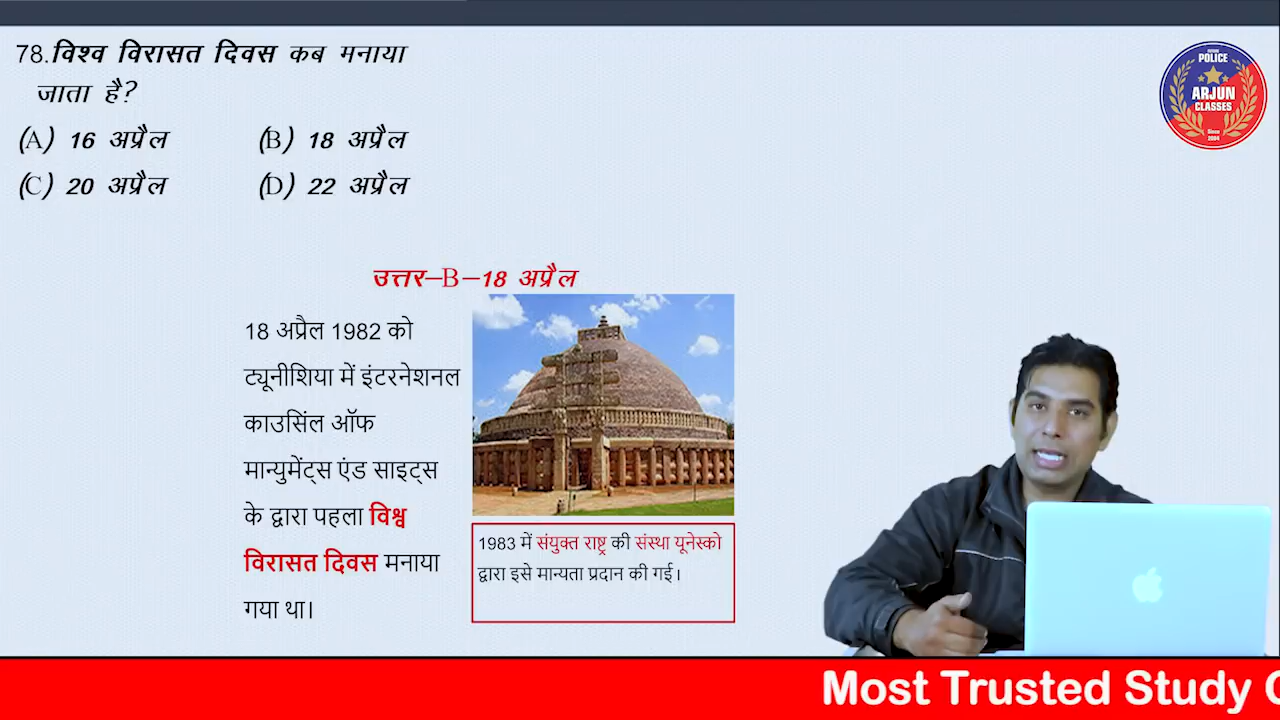 78.विश्व विरासत दिवस कब मनाया
जाता है?
(A) 16 अप्रैल (B) 18 अप्रैल
(C) 20 अप्रैल (D) 22 अप्रैल
उत्तर–B–18 अप्रैल
18 अप्रैल 1982 को
ट्यूनीशिया में इंटरनेशनल
काउसिंल ऑफ
मान्युमेंट्स एंड साइट्स
के द्वारा पहला विश्व
विरासत दिवस मनाया
गया था।
1983 में संयुक्त राष्ट्र की संस्था यूनेस्को
द्वारा इसे मान्यता प्रदान की गई।
POLICE
ARJUN
CLASSES
Since
2004
Most Trusted Study C